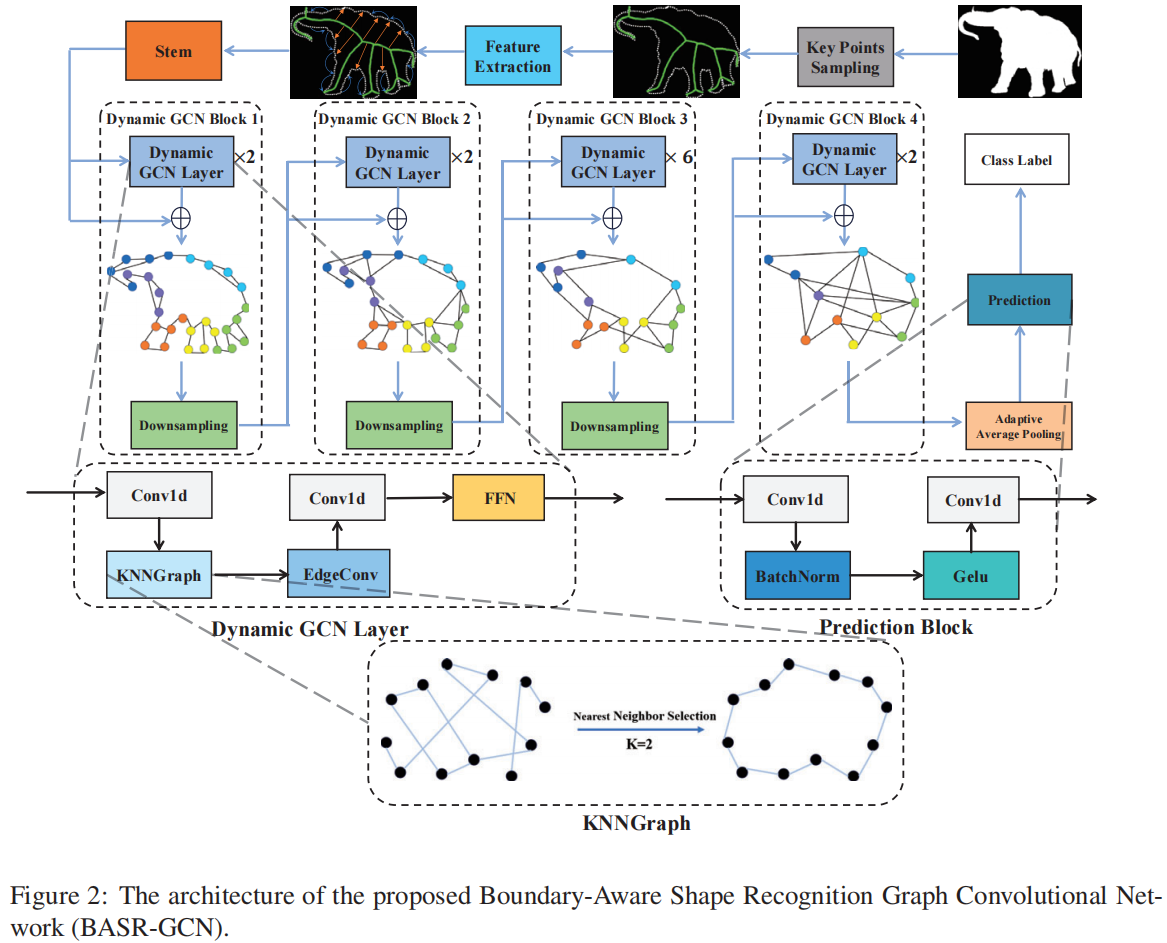 Stem
Feature
Extraction
Key Points
Sampling
Dynamic GCN Block 1
Dynamic
GCN Layer
×2
Downsampling
Dynamic GCN Block 2
Dynamic
GCN Layer
×2
Downsampling
Dynamic GCN Block 3
Dynamic
GCN Layer
× 6
Downsampling
Dynamic GCN Block 4
Dynamic
GCN Layer
×2
Class Label
Prediction
Adaptive
Average Pooling
Conv1d
KNNGraph
EdgeConv
Conv1d
FFN
Dynamic GCN Layer
Conv1d
BatchNorm
Gelu
Conv1d
Prediction Block
Nearest Neighbor Selection
K=2
KNNGraph
Figure 2: The architecture of the proposed Boundary-Aware Shape Recognition Graph Convolutional Net-
work (BASR-GCN).